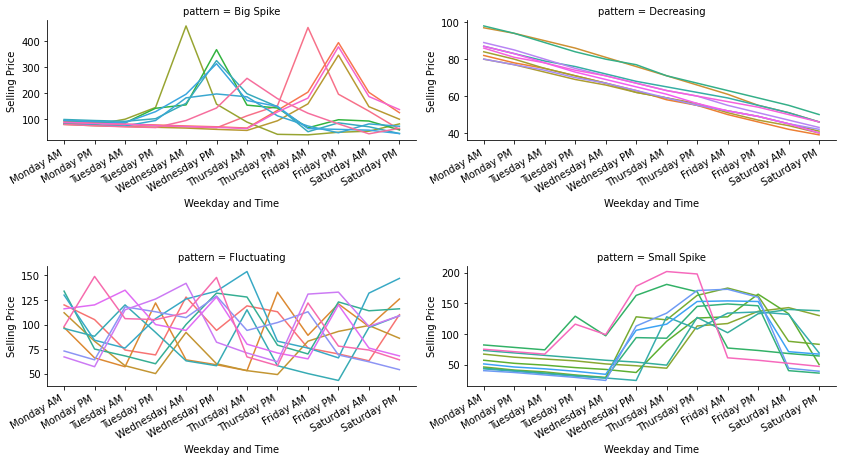 pattern = Big Spike
Selling Price
400
300
200
100
Monday AM
Monday PM
Tuesday AM
Tuesday PM
Wednesday AM
Wednesday PM
Thursday AM
Thursday PM
Friday AM
Friday PM
Saturday AM
Saturday PM
Weekday and Time
pattern = Decreasing
Selling Price
100
80
60
40
Monday AM
Monday PM
Tuesday AM
Tuesday PM
Wednesday AM
Wednesday PM
Thursday AM
Thursday PM
Friday AM
Friday PM
Saturday AM
Saturday PM
Weekday and Time
pattern = Fluctuating
Selling Price
150
125
100
75
50
Monday AM
Monday PM
Tuesday AM
Tuesday PM
Wednesday AM
Wednesday PM
Thursday AM
Thursday PM
Friday AM
Friday PM
Saturday AM
Saturday PM
Weekday and Time
pattern = Small Spike
Selling Price
200
150
100
50
Monday AM
Monday PM
Tuesday AM
Tuesday PM
Wednesday AM
Wednesday PM
Thursday AM
Thursday PM
Friday AM
Friday PM
Saturday AM
Saturday PM
Weekday and Time